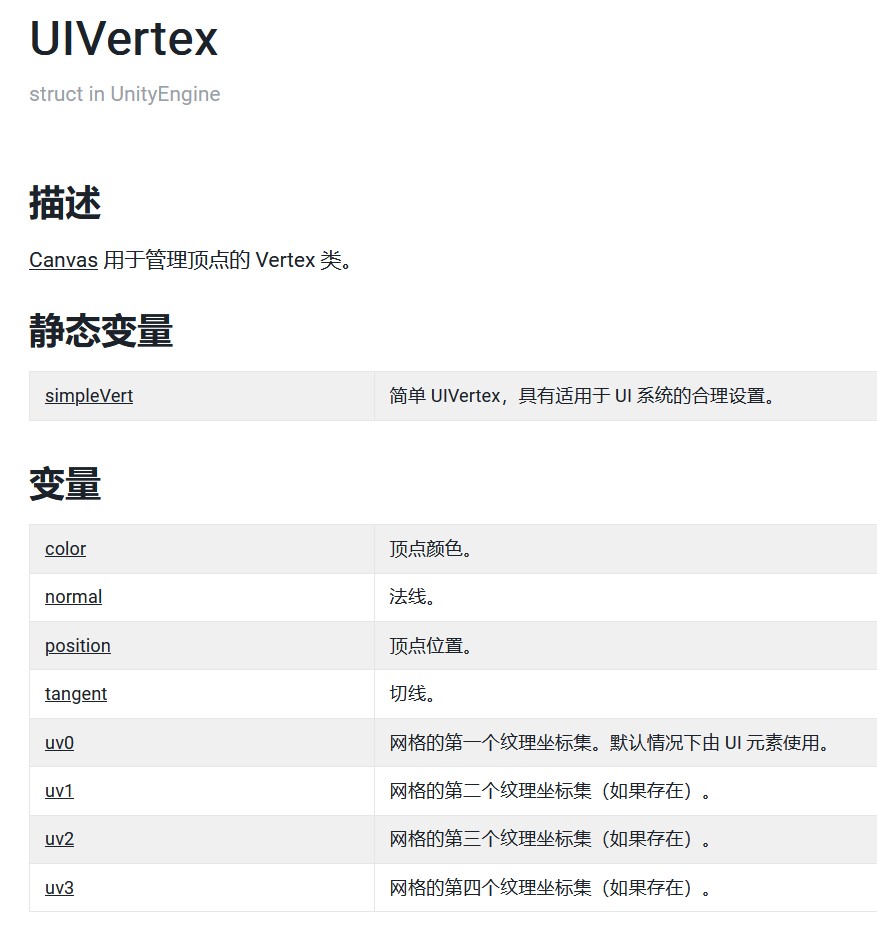 UIVertex
struct in UnityEngine
描述
Canvas 用于管理顶点的 Vertex 类。
静态变量
simpleVert 简单 UIVertex，具有适用于 UI 系统的合理设置。
变量
color 顶点颜色。
normal 法线。
position 顶点位置。
tangent 切线。
uv0 网格的第一个纹理坐标集。默认情况下由 UI 元素使用。
uv1 网格的第二个纹理坐标集（如果存在）。
uv2 网格的第三个纹理坐标集（如果存在）。
uv3 网格的第四个纹理坐标集（如果存在）。